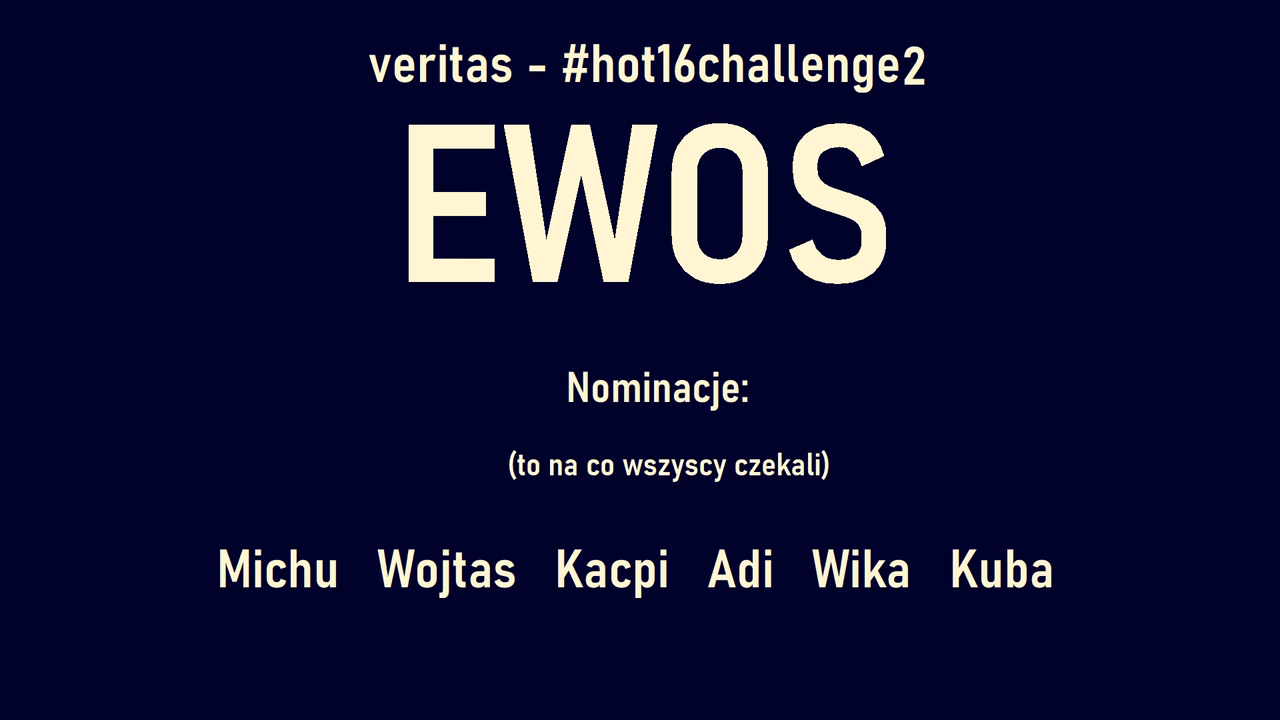 veritas - #hot16challenge2
EWOS
Nominacje:
(to na co wszyscy czekali)
Michu Wojtas Kacpi Adi Wika Kuba